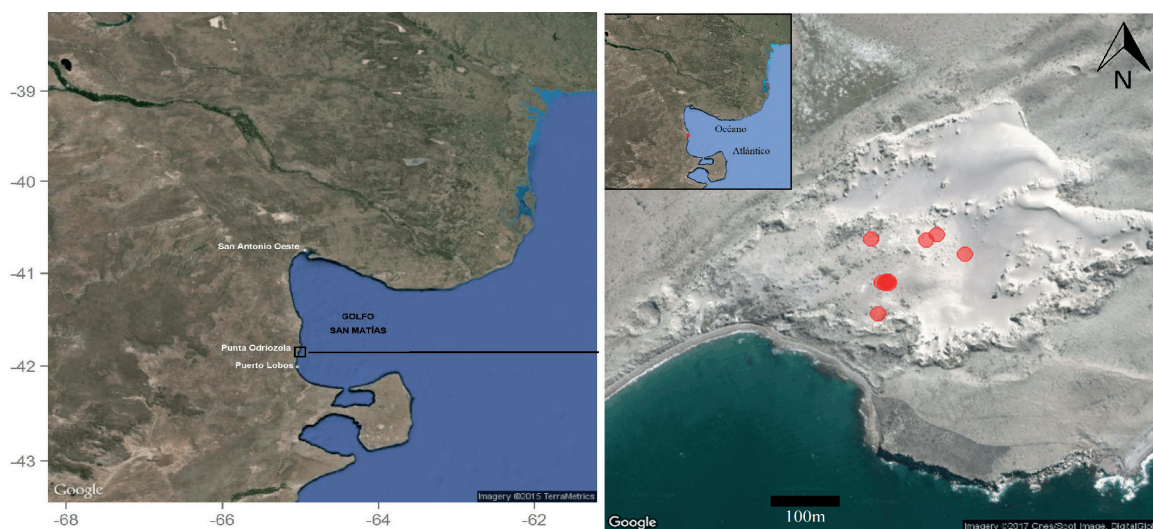 -39
-40
-41
-42
-43
-68
-66
-64
-62
San Antonio Oeste
GOLFO
SAN MATÍAS
Punta Odriozola
Puerto Lobos
Google
Imagery ©2015 TerraMetrics
Océano
Atlántico
N
100m
Google
Imagery ©2017 Cnes/Spot Image, DigitalGlob